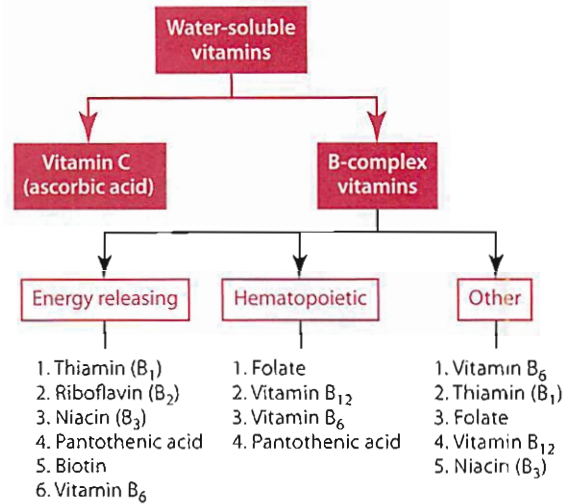 Water-soluble
vitamins
Vitamin C
(ascorbic acid)
B-complex
vitamins
Energy releasing
Hematopoietic
Other
1. Thiamin (B₁)
2. Riboflavin (B₂)
3. Niacin (B₃)
4. Pantothenic acid
5. Biotin
6. Vitamin B₆
1. Folate
2. Vitamin B₁₂
3. Vitamin B₆
4. Pantothenic acid
1. Vitamin B₆
2. Thiamin (B₁)
3. Folate
4. Vitamin B₁₂
5. Niacin (B₃)